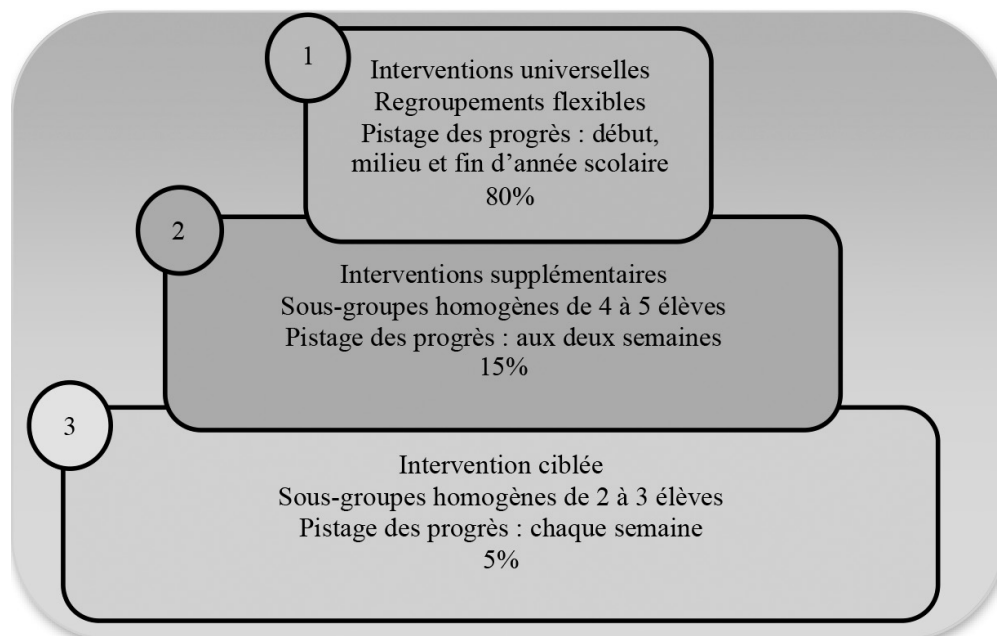 1
Interventions universelles
Regroupements flexibles
Pistage des progrès : début,
milieu et fin d’année scolaire
80%
2
Interventions supplémentaires
Sous-groupes homogènes de 4 à 5 élèves
Pistage des progrès : aux deux semaines
15%
3
Intervention ciblée
Sous-groupes homogènes de 2 à 3 élèves
Pistage des progrès : chaque semaine
5%